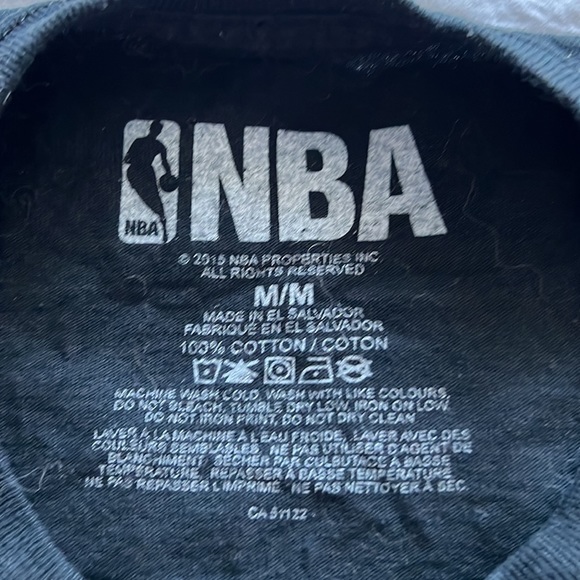 NBA
NBA
© 2015 NBA PROPERTIES INC.
ALL RIGHTS RESERVED
M/M
MADE IN EL SALVADOR
FABRIQUE EN EL SALVADOR
100% COTTON / COTON
MACHINE WASH COLD, WASH WITH LIKE COLOURS,
DO NOT BLEACH, TUMBLE DRY LOW, IRON ON LOW,
DO NOT IRON PRINT, DO NOT DRY CLEAN
LAVER A LA MACHINE À L'EAU FROIDE, LAVER AVEC DES
COULEURS SEMBLABLES. NE PAS UTILISER D'AGENT DE
BLANCHIMENT. SECHER PAR CULBUTAGE À BASSE
TEMPÉRATURE. REPASSER À BASSE TEMPÉRATURE.
NE PAS REPASSER L'IMPRIMÉ. NE PAS NETTOYER À SEC.
CA 51122